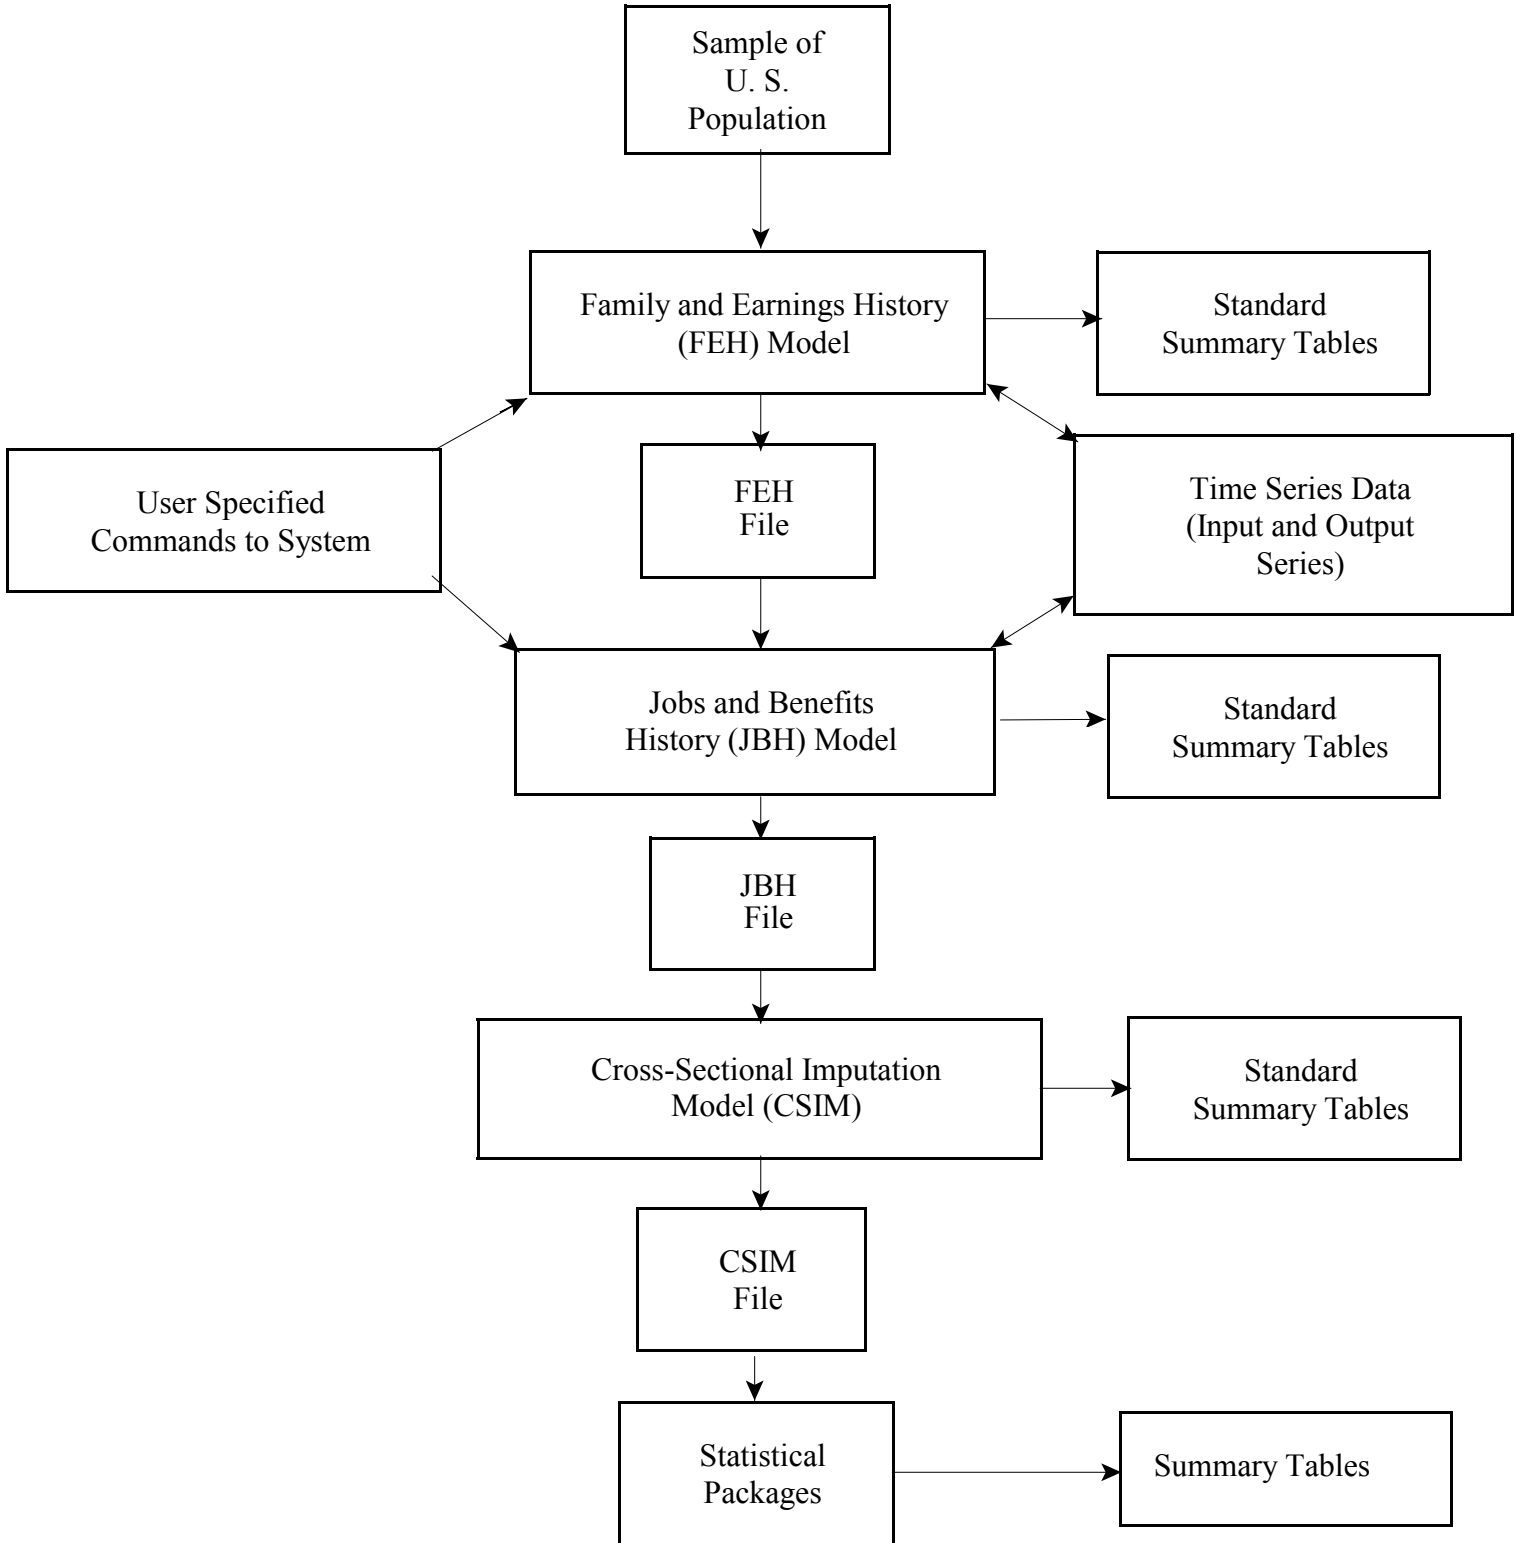 Sample of
U. S.
Population
Family and Earnings History
(FEH) Model
Standard
Summary Tables
User Specified
Commands to System
FEH
File
Time Series Data
(Input and Output
Series)
Jobs and Benefits
History (JBH) Model
Standard
Summary Tables
JBH
File
Cross-Sectional Imputation
Model (CSIM)
Standard
Summary Tables
CSIM
File
Statistical
Packages
Summary Tables